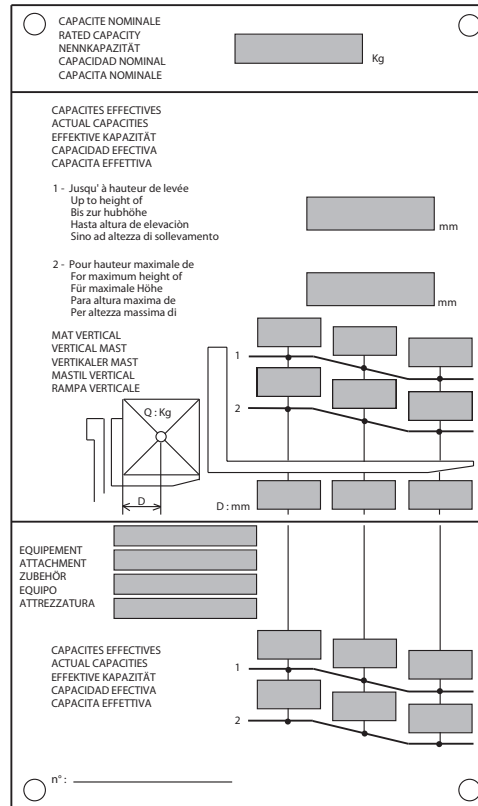 CAPACITE NOMINALE
RATED CAPACITY
NENNKAPAZITÄT
CAPACIDAD NOMINAL
CAPACITA NOMINALE
Kg
CAPACITES EFFECTIVES
ACTUAL CAPACITIES
EFFEKTIVE KAPAZITÄT
CAPACIDAD EFECTIVA
CAPACITA EFFETTIVA
1 - Jusqu' à hauteur de levée
Up to height of
Bis zur hubhöhe
Hasta altura de elevaciòn
Sino ad altezza di sollevamento
mm
2 - Pour hauteur maximale de
For maximum height of
Für maximale Höhe
Para altura maxima de
Per altezza massima di
mm
MAT VERTICAL
VERTICAL MAST
VERTIKALER MAST
MASTIL VERTICAL
RAMPA VERTICALE
1
2
Q : Kg
D
D : mm
EQUIPEMENT
ATTACHMENT
ZUBEHÖR
EQUIPO
ATTREZZATURA
CAPACITES EFFECTIVES
ACTUAL CAPACITIES
EFFEKTIVE KAPAZITÄT
CAPACIDAD EFECTIVA
CAPACITA EFFETTIVA
1
2
n° :